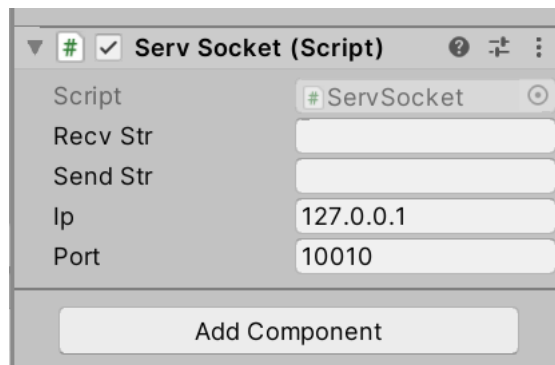 # Serv Socket (Script)
Script # ServSocket
Recv Str
Send Str
Ip 127.0.0.1
Port 10010
Add Component